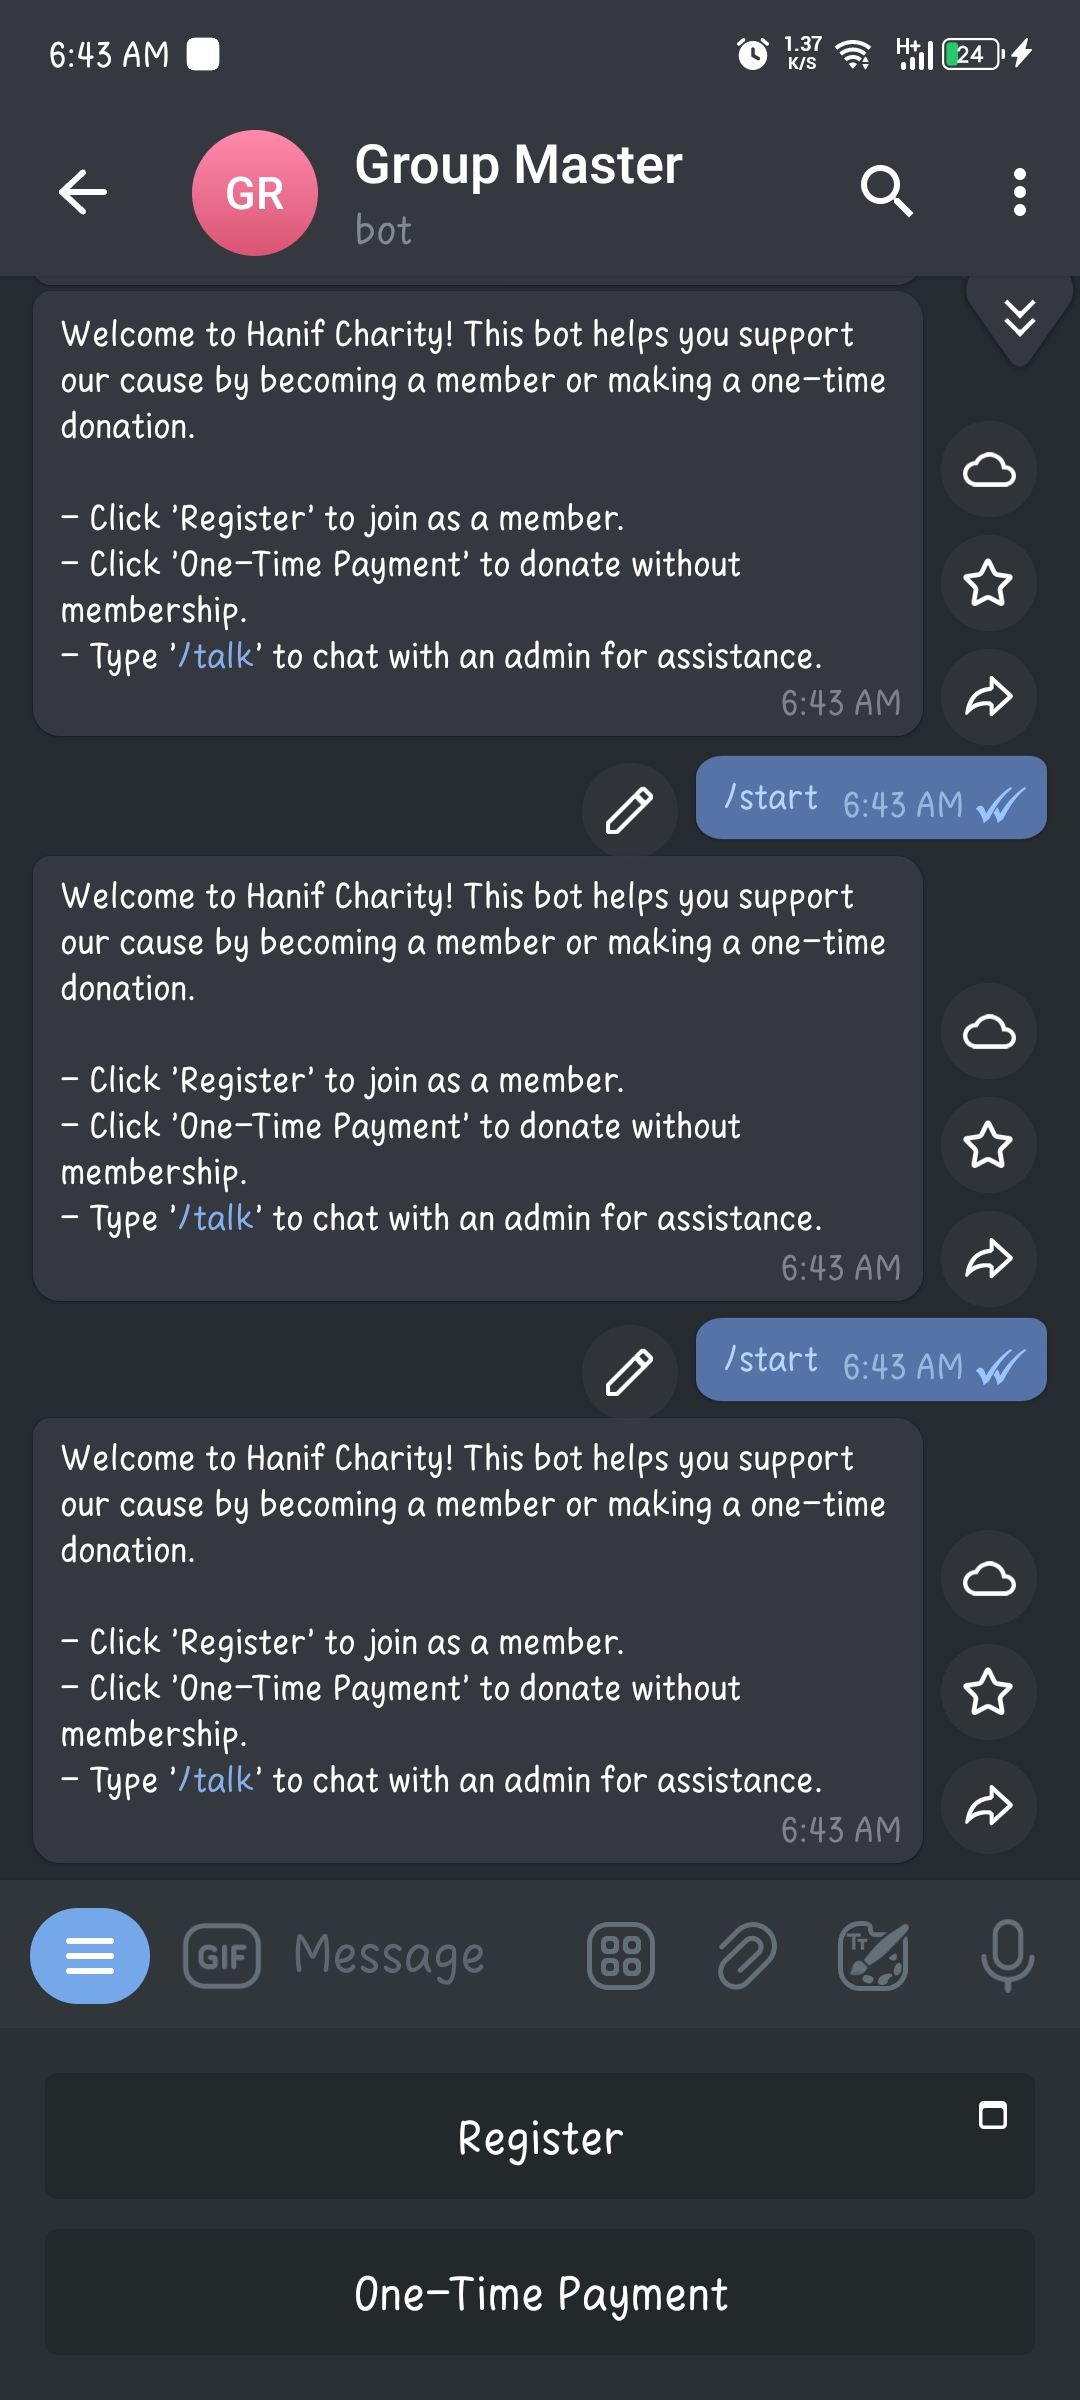 6:43 AM
1.37
K/S
H+
24
GR
Group Master
bot
Welcome to Hanif Charity! This bot helps you support
our cause by becoming a member or making a one-time
donation.
- Click 'Register' to join as a member.
- Click 'One-Time Payment' to donate without
membership.
- Type '/talk' to chat with an admin for assistance.
6:43 AM
/start 6:43 AM
Welcome to Hanif Charity! This bot helps you support
our cause by becoming a member or making a one-time
donation.
- Click 'Register' to join as a member.
- Click 'One-Time Payment' to donate without
membership.
- Type '/talk' to chat with an admin for assistance.
6:43 AM
/start 6:43 AM
Welcome to Hanif Charity! This bot helps you support
our cause by becoming a member or making a one-time
donation.
- Click 'Register' to join as a member.
- Click 'One-Time Payment' to donate without
membership.
- Type '/talk' to chat with an admin for assistance.
6:43 AM
GIF Message TT
Register
One-Time Payment